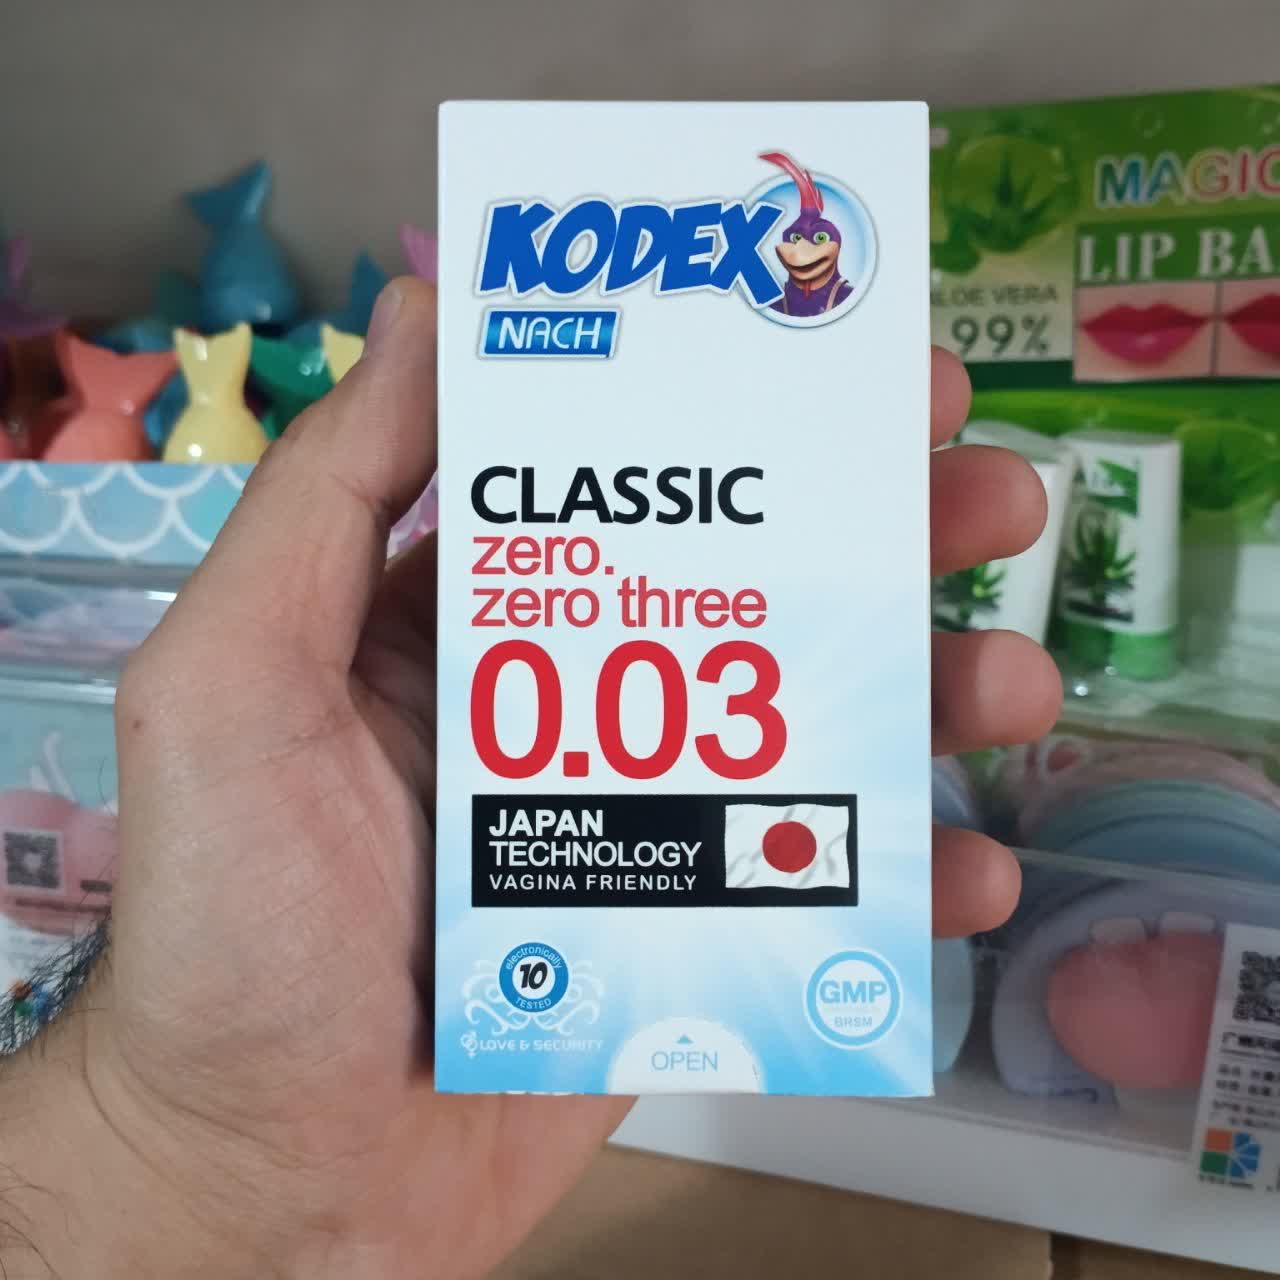 KODEX
NACH
CLASSIC
zero.
zero three
0.03
JAPAN
TECHNOLOGY
VAGINA FRIENDLY
electronically
10
TESTED
LOVE & SECURITY
GMP
BRSM
OPEN
MAGIC
LIP BA
ALOE VERA
99%